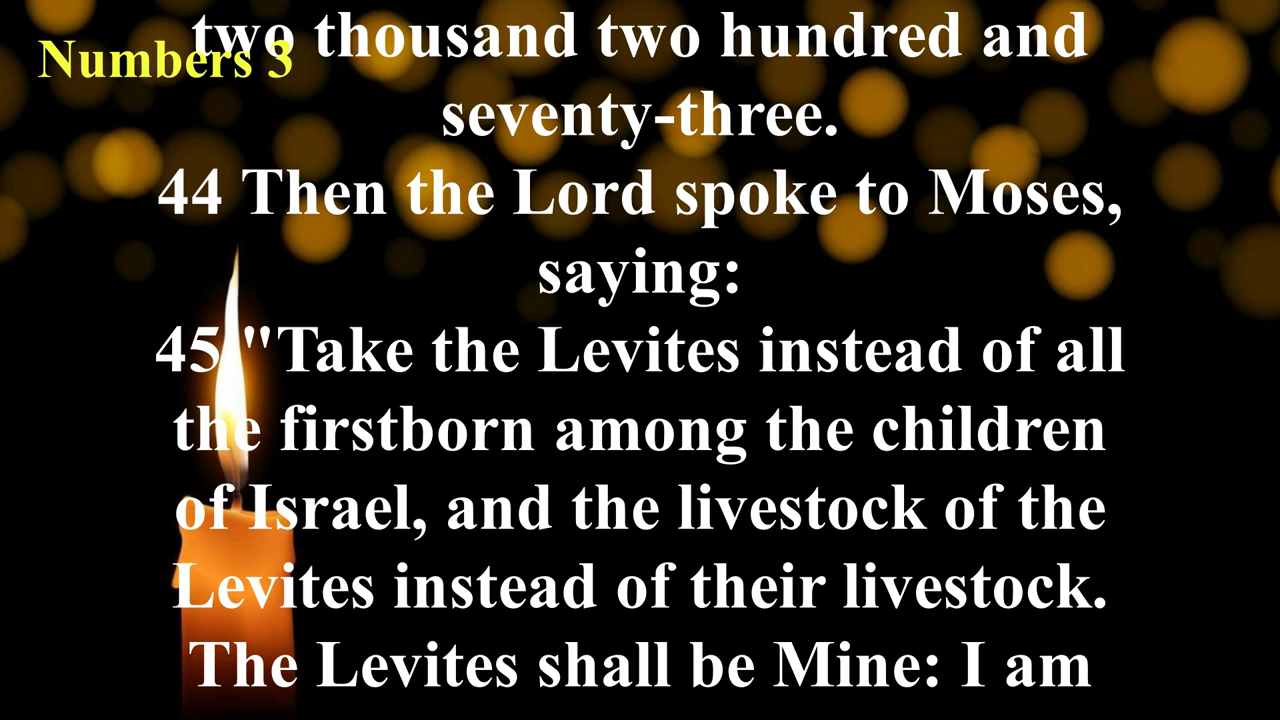 Numbers 3
two thousand two hundred and
seventy-three.
44 Then the Lord spoke to Moses,
saying:
45 "Take the Levites instead of all
the firstborn among the children
of Israel, and the livestock of the
Levites instead of their livestock.
The Levites shall be Mine: I am